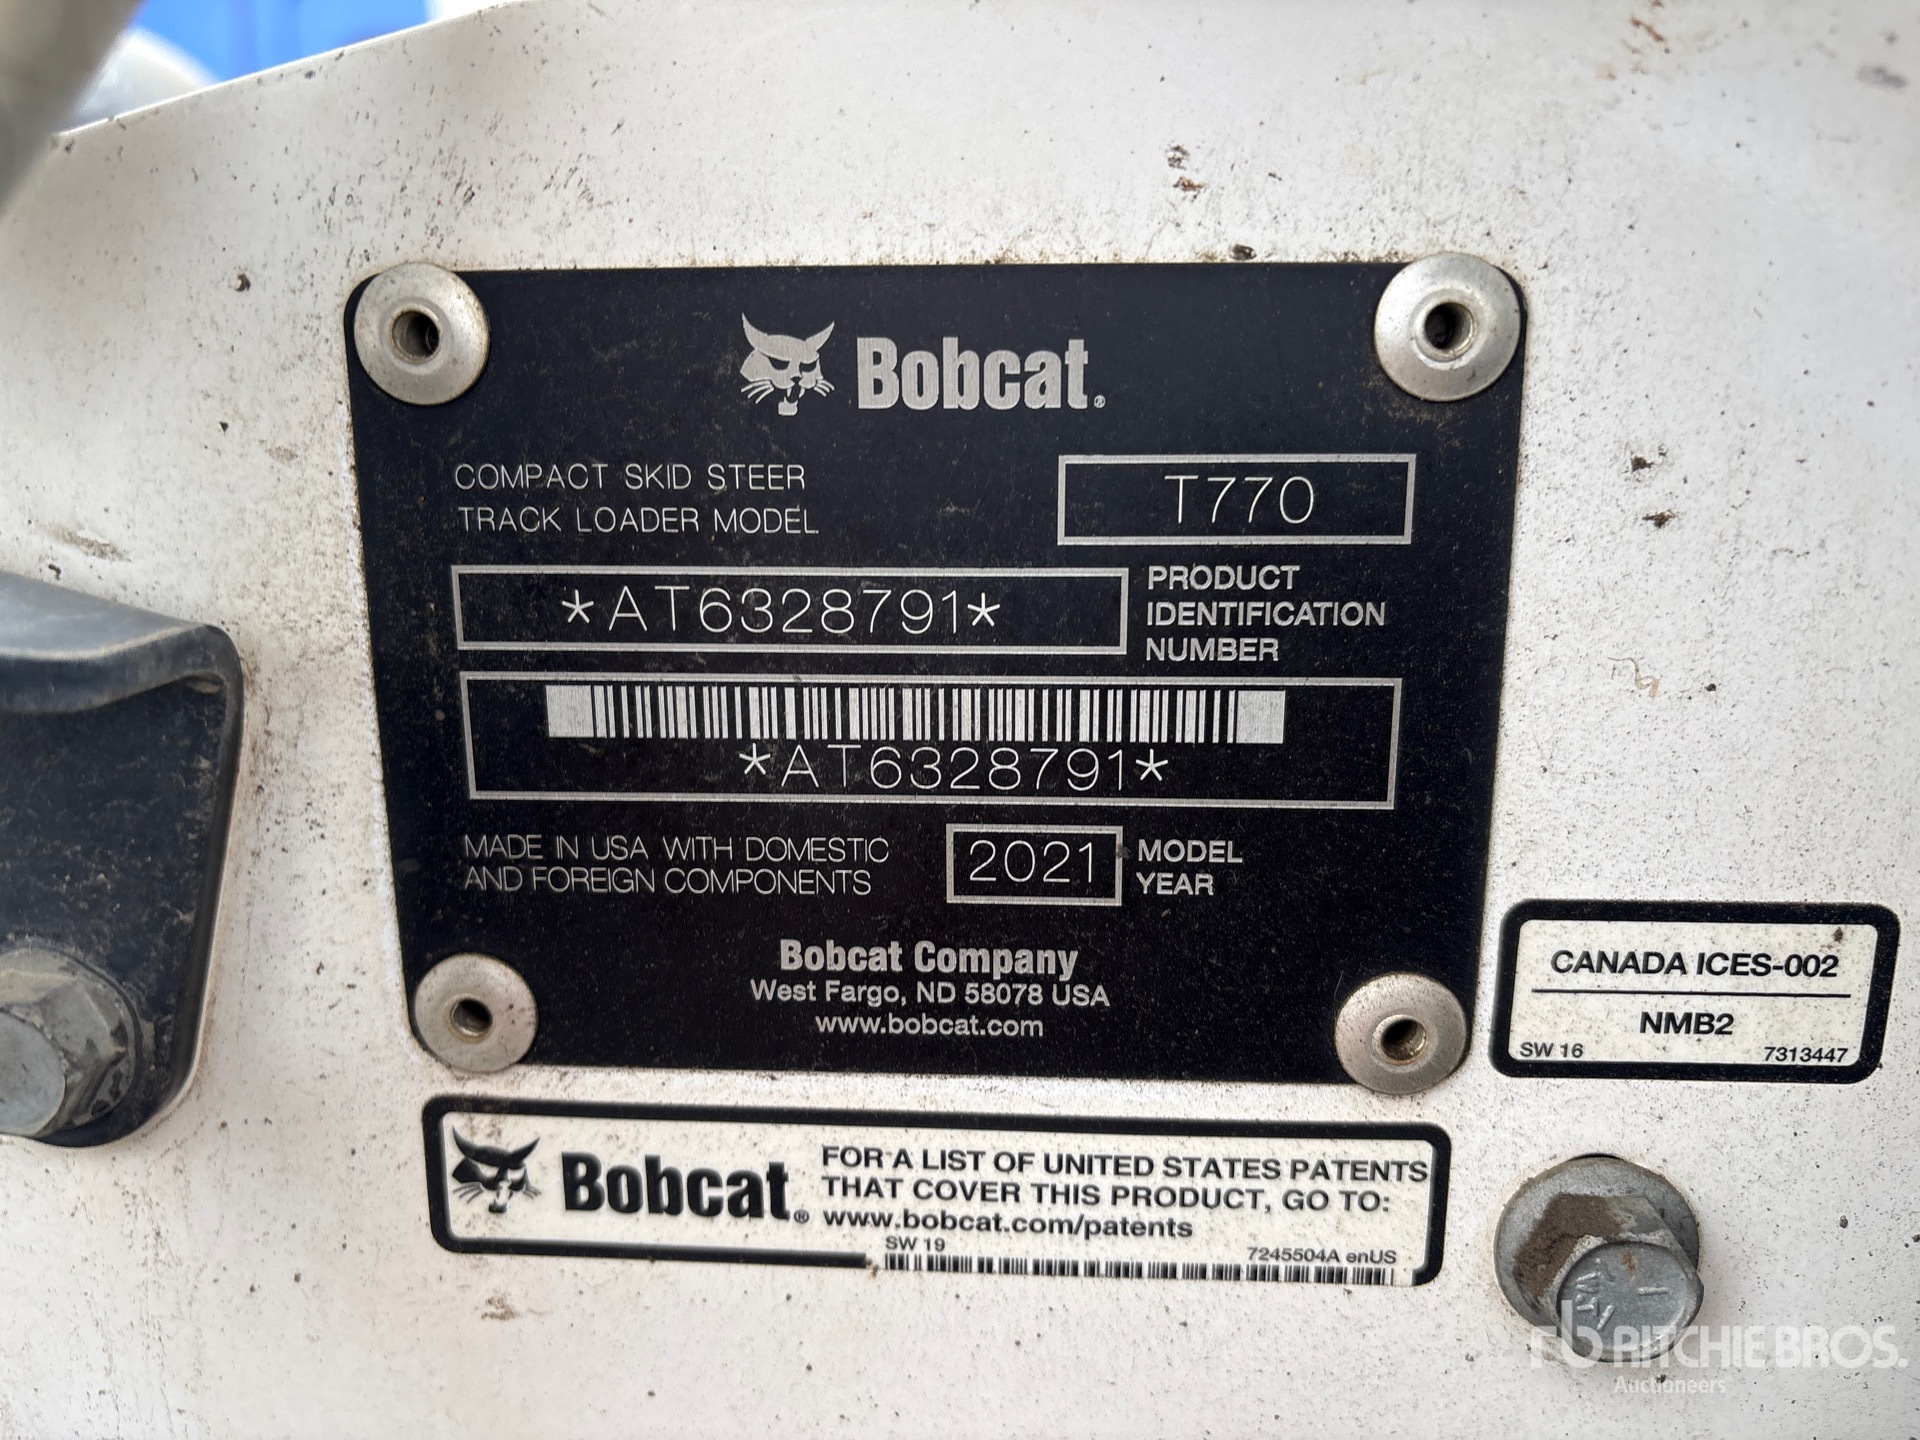 Bobcat®
COMPACT SKID STEER
TRACK LOADER MODEL
T770
*AT6328791*
PRODUCT
IDENTIFICATION
NUMBER
*AT6328791*
MADE IN USA WITH DOMESTIC
AND FOREIGN COMPONENTS
2021
MODEL
YEAR
Bobcat Company
West Fargo, ND 58078 USA
www.bobcat.com
CANADA ICES-002
NMB2
SW 16 7313447
Bobcat®
FOR A LIST OF UNITED STATES PATENTS
THAT COVER THIS PRODUCT, GO TO:
www.bobcat.com/patents
SW 19 7245504A enUS
rb RITCHIE BROS.
Auctioneers